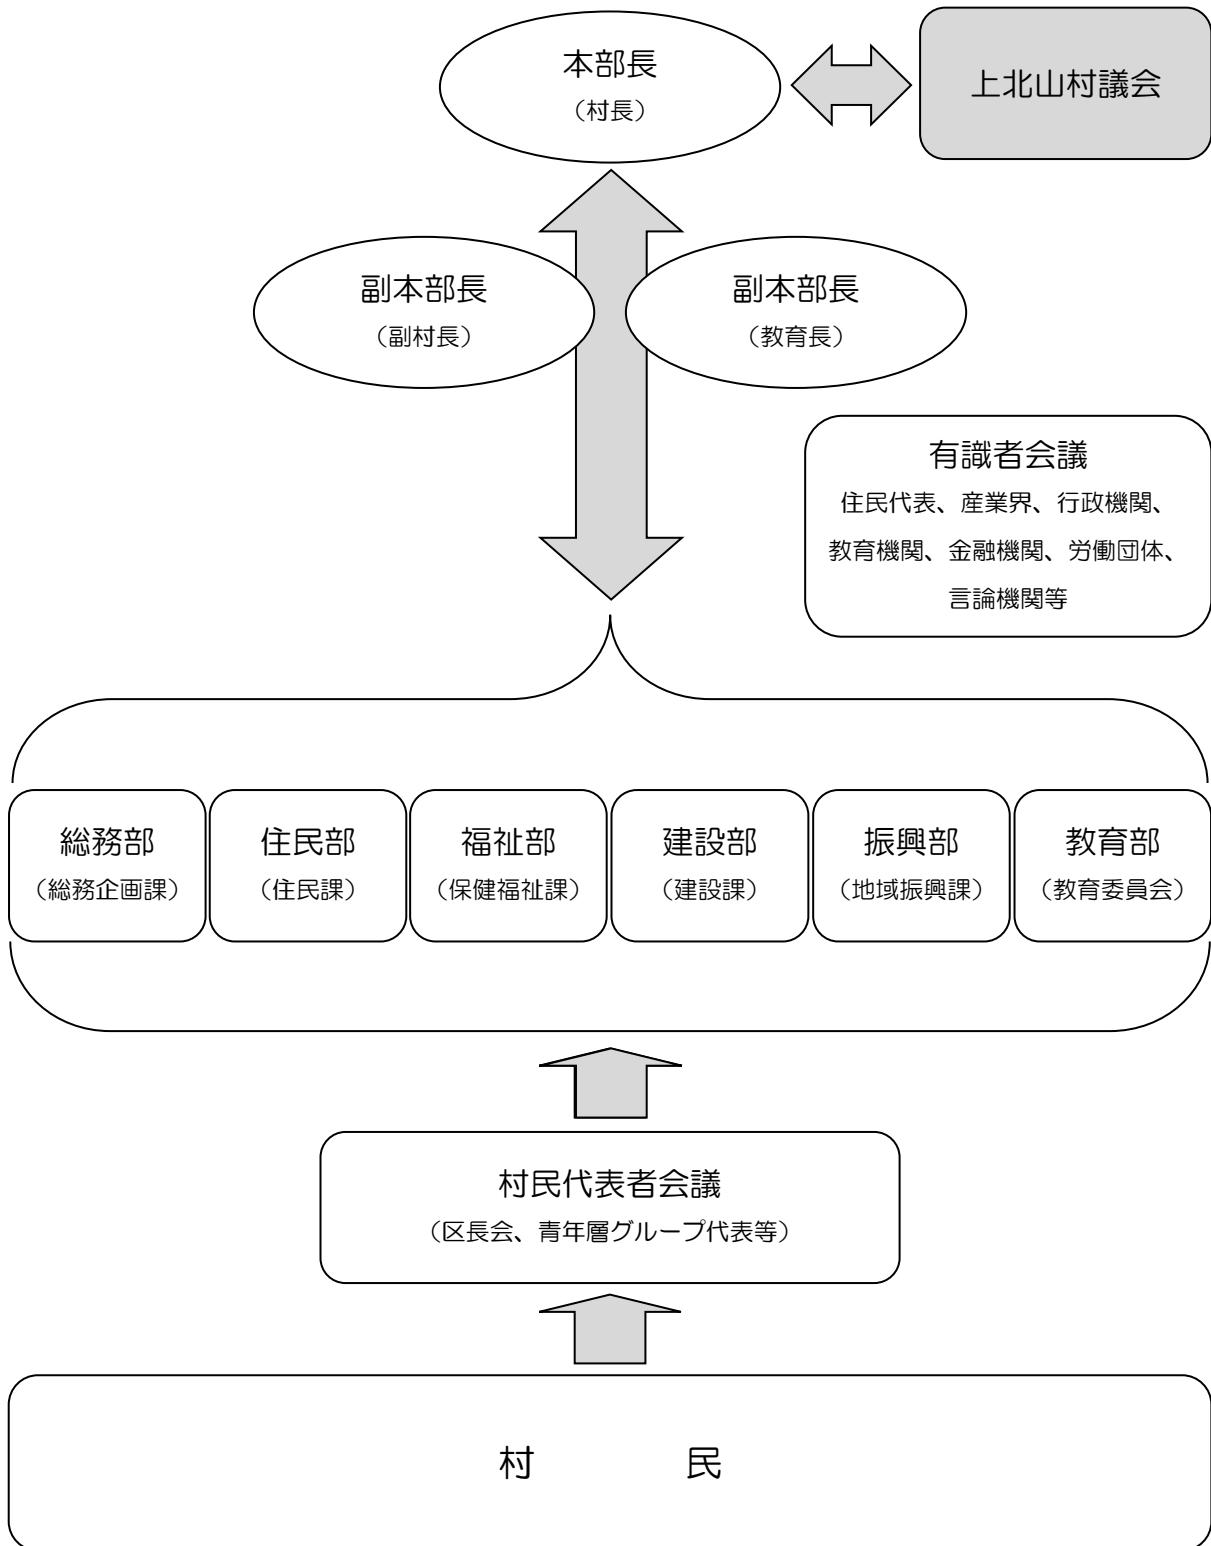 本部長
（村長）
上北山村議会
副本部長
（副村長）
副本部長
（教育長）
有識者会議
住民代表、産業界、行政機関、
教育機関、金融機関、労働団体、
言論機関等
総務部
（総務企画課）
住民部
（住民課）
福祉部
（保健福祉課）
建設部
（建設課）
振興部
（地域振興課）
教育部
（教育委員会）
村民代表者会議
（区長会、青年層グループ代表等）
村　　　民